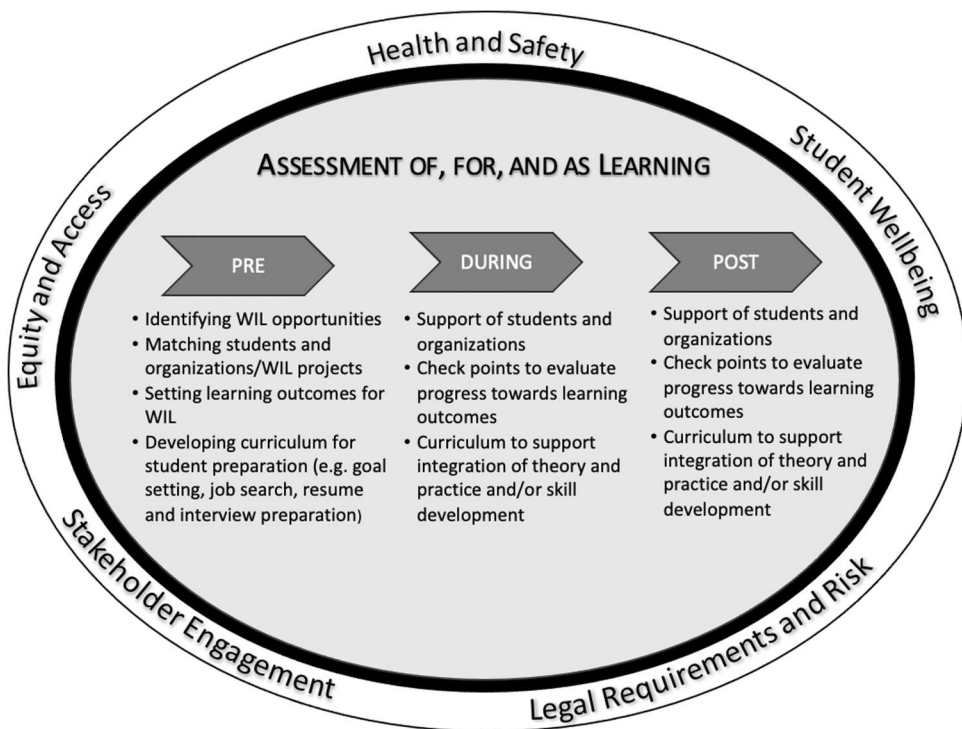 Health and Safety
Student Wellbeing
Equity and Access
Stakeholder Engagement
Legal Requirements and Risk
ASSESSMENT OF, FOR, AND AS LEARNING
PRE
• Identifying WIL opportunities
• Matching students and
organizations/WIL projects
• Setting learning outcomes for
WIL
• Developing curriculum for
student preparation (e.g. goal
setting, job search, resume
and interview preparation)
DURING
• Support of students and
organizations
• Check points to evaluate
progress towards learning
outcomes
• Curriculum to support
integration of theory and
practice and/or skill
development
POST
• Support of students and
organizations
• Check points to evaluate
progress towards learning
outcomes
• Curriculum to support
integration of theory and
practice and/or skill
development